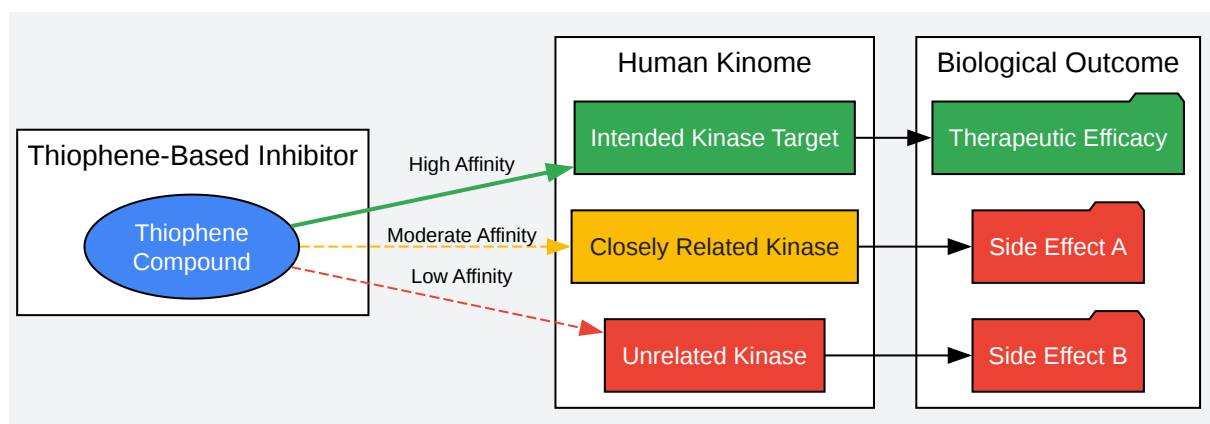 Thiophene-Based Inhibitor
Thiophene
Compound
High Affinity
Moderate Affinity
Low Affinity
Human Kinome
Intended Kinase Target
Closely Related Kinase
Unrelated Kinase
Biological Outcome
Therapeutic Efficacy
Side Effect A
Side Effect B